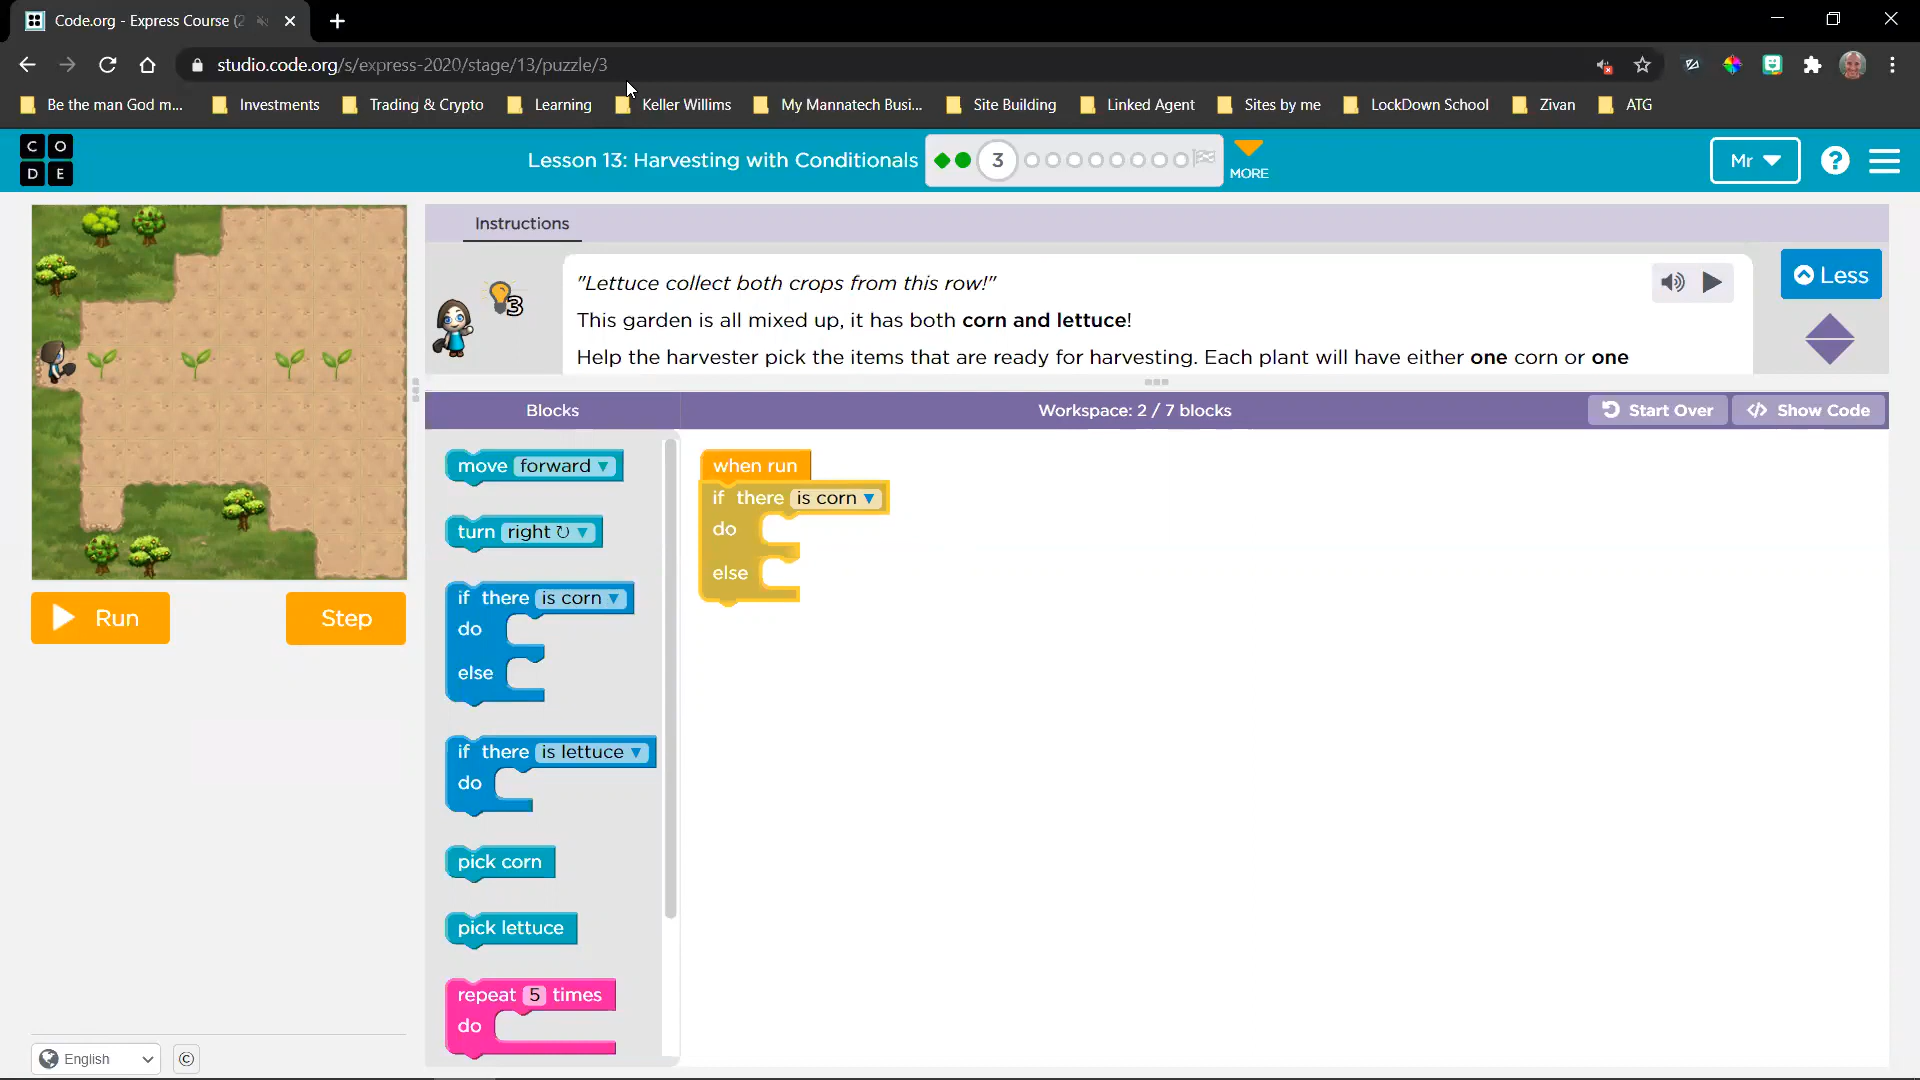 Code.org - Express Course (2
studio.code.org/s/express-2020/stage/13/puzzle/3
Be the man God m...
Investments
Trading & Crypto
Learning
Keller Willims
My Mannatech Busi...
Site Building
Linked Agent
Sites by me
LockDown School
Zivan
ATG
C O
D E
Lesson 13: Harvesting with Conditionals
3
MORE
Mr
?
Instructions
3
"Lettuce collect both crops from this row!"
This garden is all mixed up, it has both corn and lettuce!
Help the harvester pick the items that are ready for harvesting. Each plant will have either one corn or one
Less
Blocks
Workspace: 2 / 7 blocks
Start Over
</> Show Code
move forward
turn right ↻
if there is corn
do
else
if there is lettuce
do
pick corn
pick lettuce
repeat 5 times
do
when run
if there is corn
do
else
Run
Step
English
©